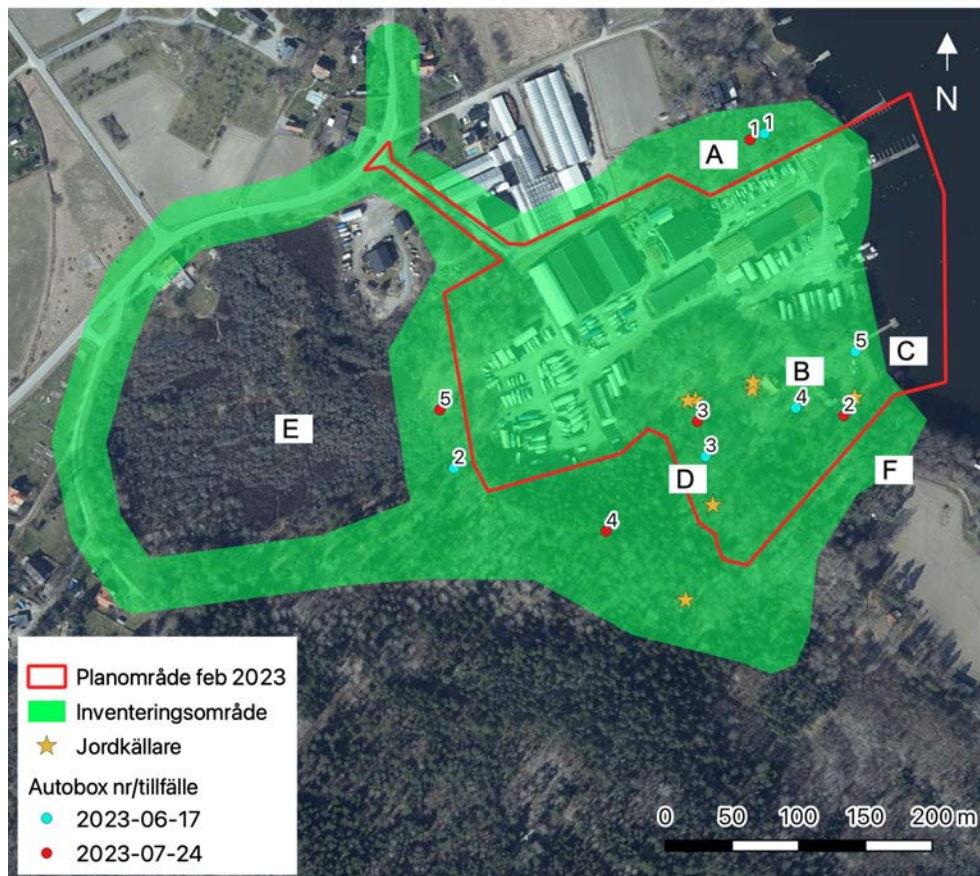 N
1 1
A
5
C
B
4
2
3
5
E
2
3
D
F
4
Planområde feb 2023
Inventeringsområde
Jordkällare
Autobox nr/tillfälle
2023-06-17
2023-07-24
0 50 100 150 200 m